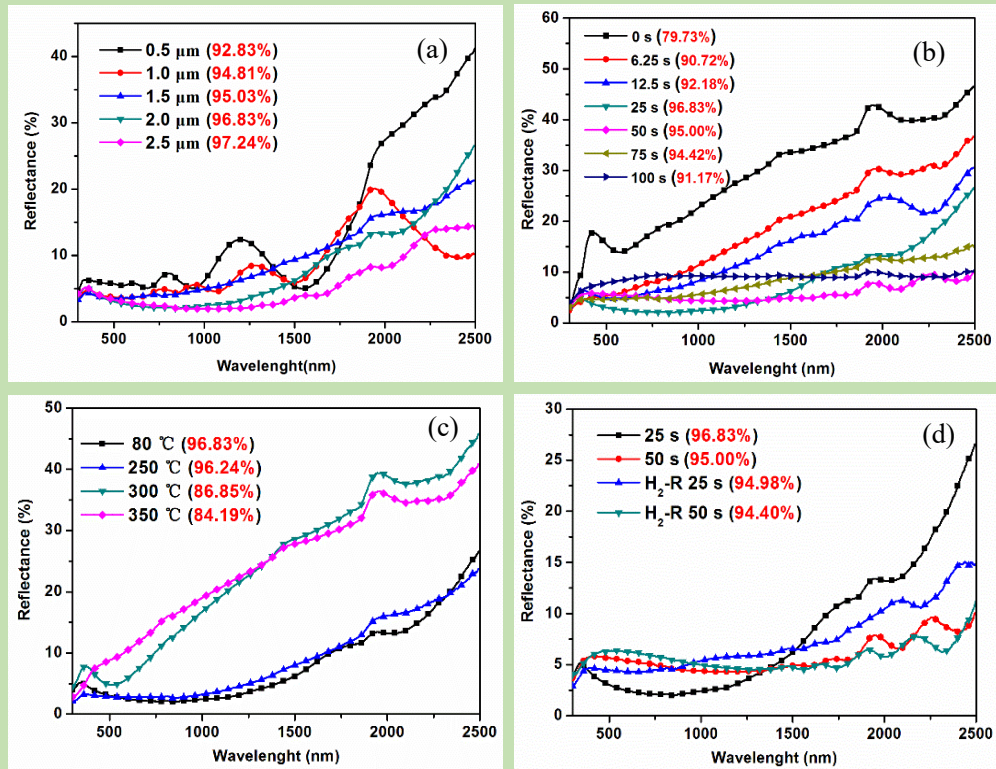 (a)
0.5 µm (92.83%)
1.0 µm (94.81%)
1.5 µm (95.03%)
2.0 µm (96.83%)
2.5 µm (97.24%)
Reflectance (%)
40
30
20
10
0
500 1000 1500 2000 2500
Wavelenght(nm)
(b)
0 s (79.73%)
6.25 s (90.72%)
12.5 s (92.18%)
25 s (96.83%)
50 s (95.00%)
75 s (94.42%)
100 s (91.17%)
Reflectance (%)
60
50
40
30
20
10
0
500 1000 1500 2000 2500
Wavelenght (nm)
(c)
80 ℃ (96.83%)
250 ℃ (96.24%)
300 ℃ (86.85%)
350 ℃ (84.19%)
Reflectance (%)
50
40
30
20
10
0
500 1000 1500 2000 2500
Wavelenght (nm)
(d)
25 s (96.83%)
50 s (95.00%)
H₂-R 25 s (94.98%)
H₂-R 50 s (94.40%)
Reflectance (%)
30
25
20
15
10
5
0
500 1000 1500 2000 2500
Wavelenght (nm)